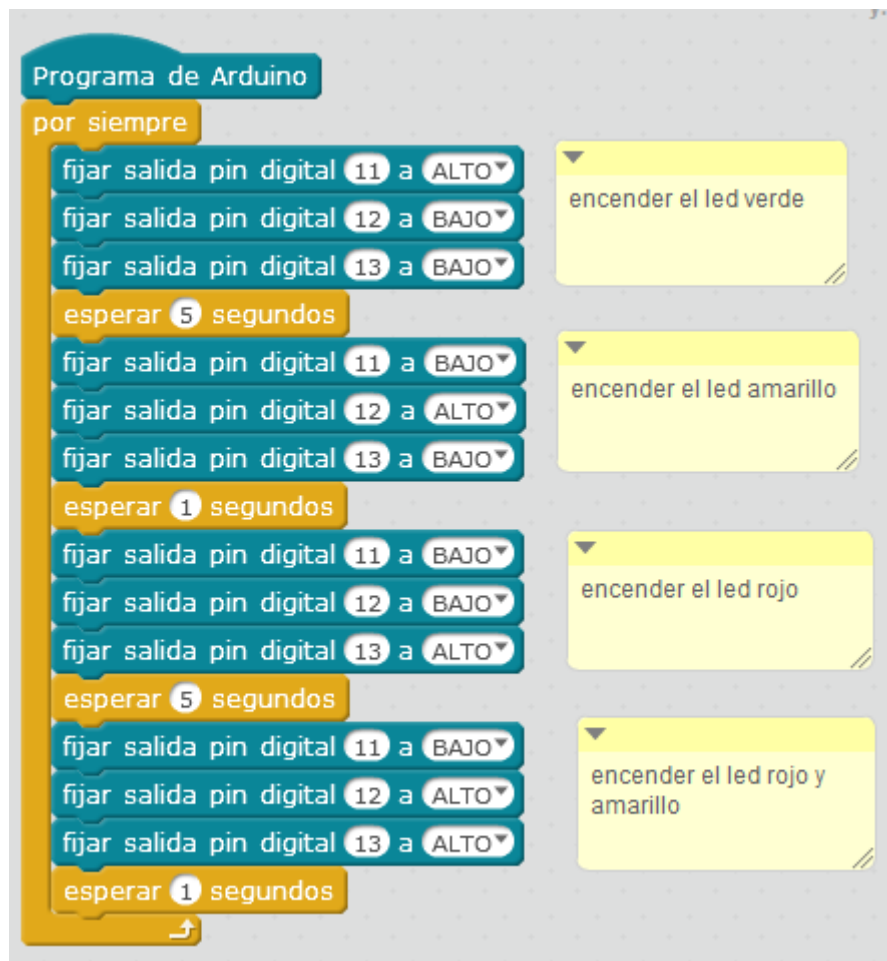 Programa de Arduino
por siempre
fijar salida pin digital 11 a ALTO
encender el led verde
fijar salida pin digital 12 a BAJO
fijar salida pin digital 13 a BAJO
esperar 5 segundos
fijar salida pin digital 11 a BAJO
encender el led amarillo
fijar salida pin digital 12 a ALTO
fijar salida pin digital 13 a BAJO
esperar 1 segundos
fijar salida pin digital 11 a BAJO
encender el led rojo
fijar salida pin digital 12 a BAJO
fijar salida pin digital 13 a ALTO
esperar 5 segundos
fijar salida pin digital 11 a BAJO
encender el led rojo y
amarillo
fijar salida pin digital 12 a ALTO
fijar salida pin digital 13 a ALTO
esperar 1 segundos